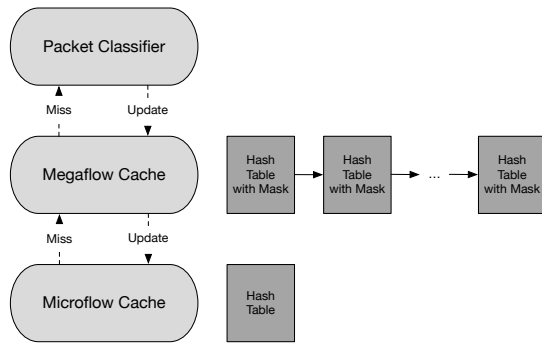 Packet Classifier
Miss
Update
Megaflow Cache
Hash
Table
with Mask
Hash
Table
with Mask
...
Hash
Table
with Mask
Miss
Update
Microflow Cache
Hash
Table